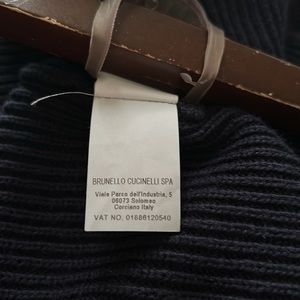 BRUNELLO CUCINELLI SPA
Viale Parco dell'Industria, 5
06073 Solomeo
Corciano Italy
VAT NO. 01886120540